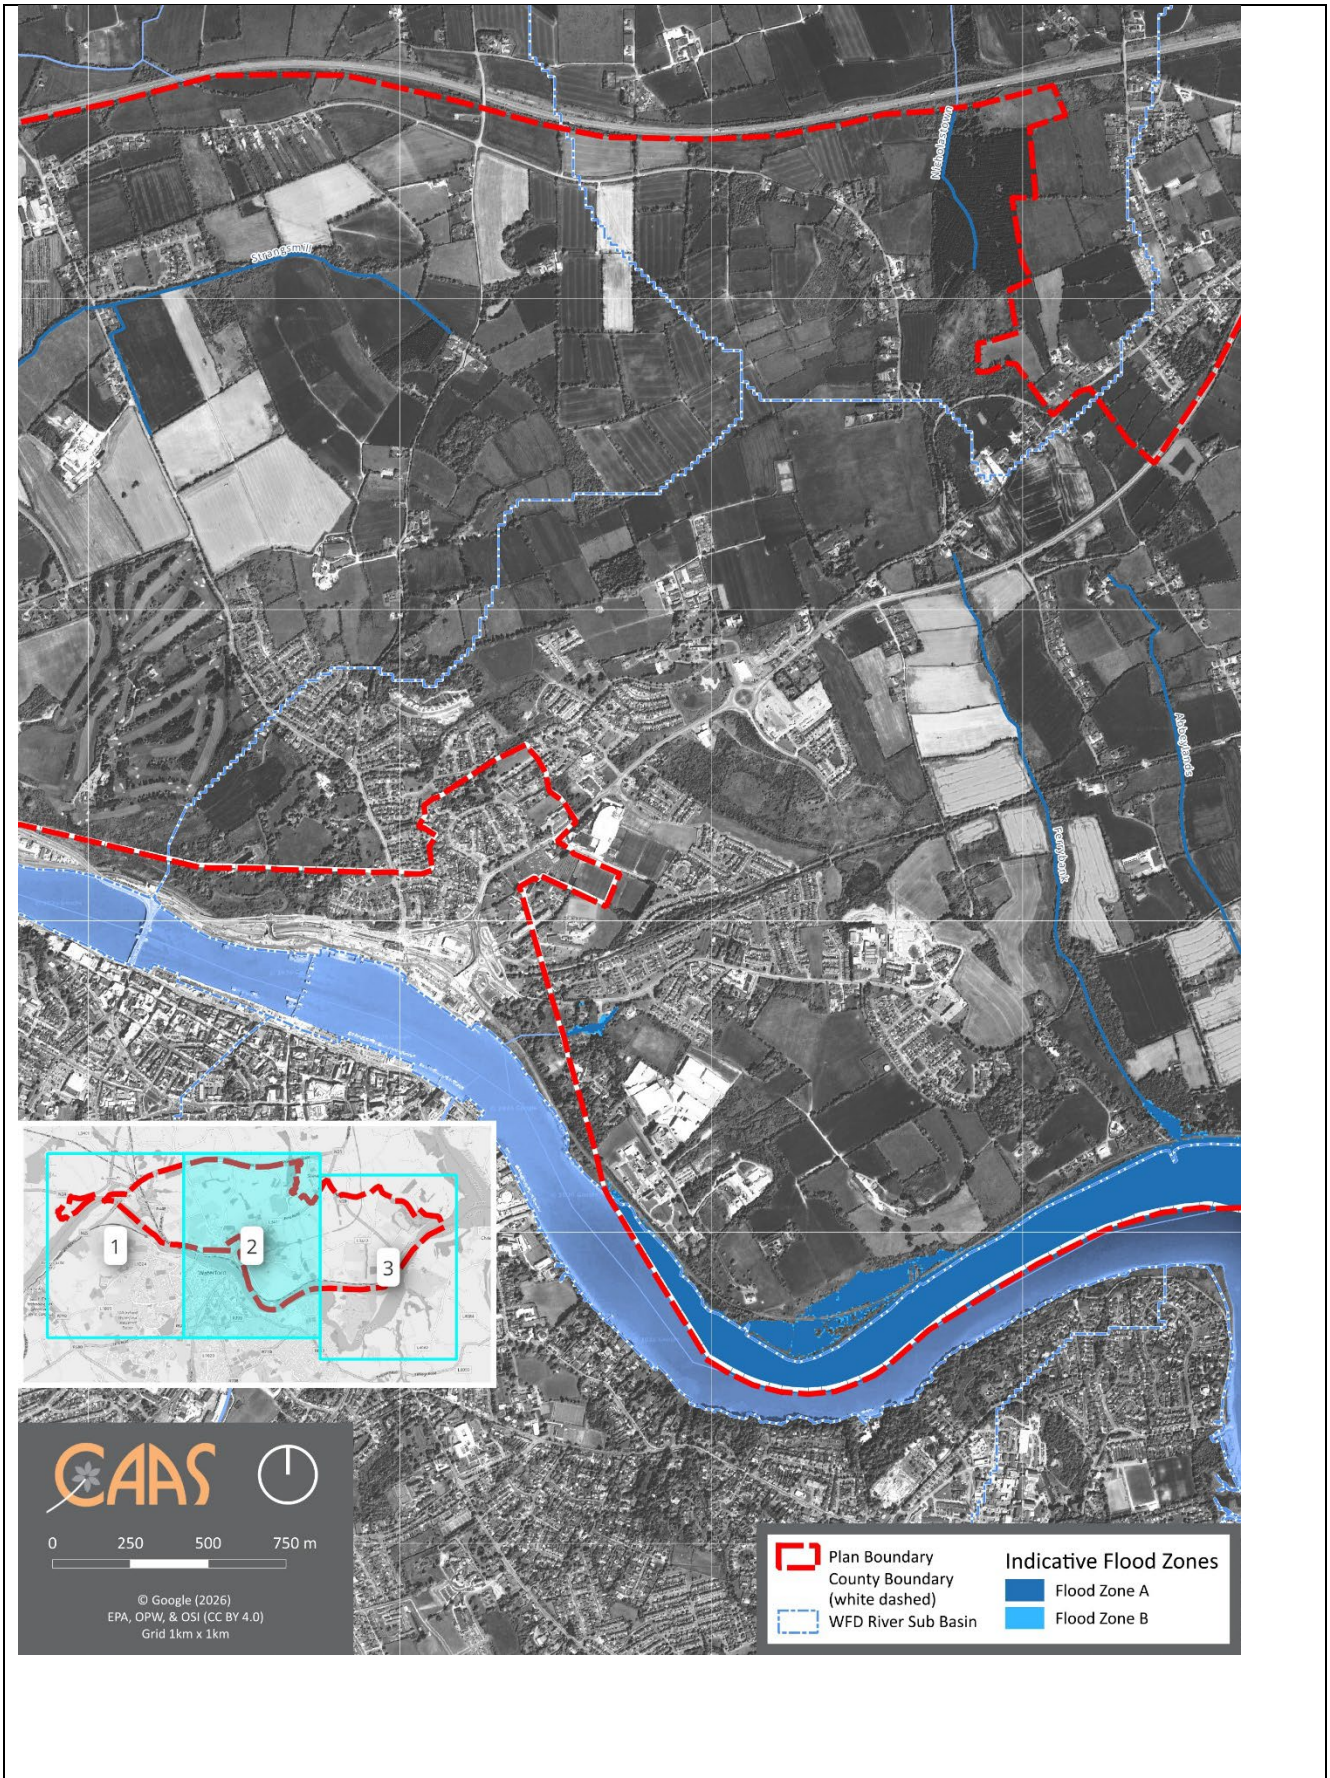 Nicholastown
Strangsmill
Abbeylands
Ferrybank
1
2
3
CAAS
0 250 500 750 m
© Google (2026)
EPA, OPW, & OSI (CC BY 4.0)
Grid 1km x 1km
Plan Boundary
County Boundary
(white dashed)
WFD River Sub Basin
Indicative Flood Zones
Flood Zone A
Flood Zone B